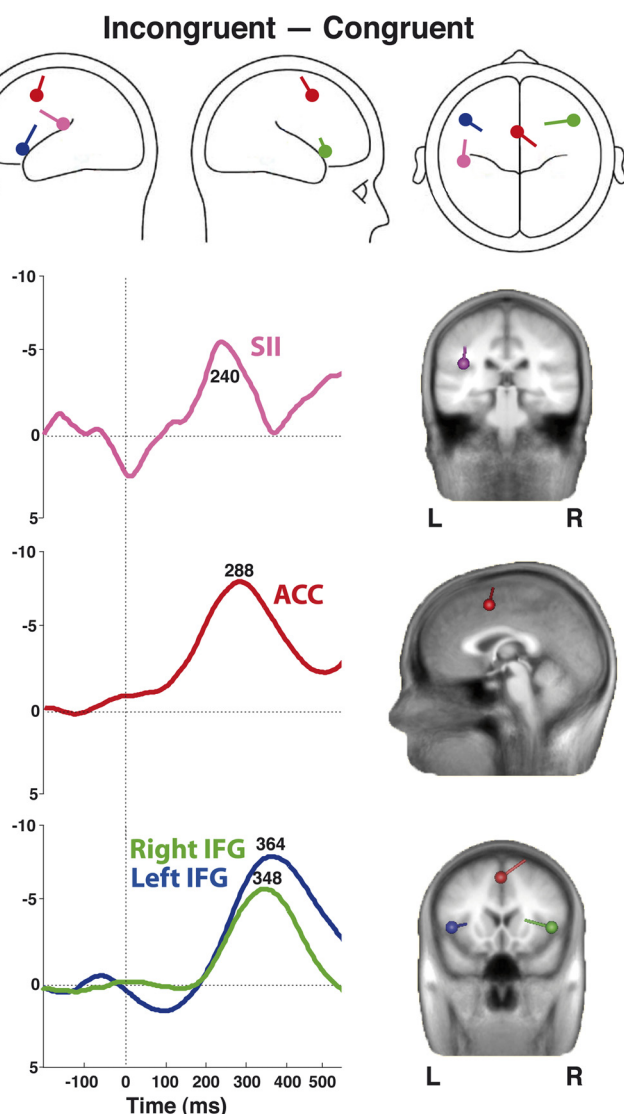 Incongruent — Congruent
-10
-5
0
5
SII
240
L R
-10
-5
0
5
288
ACC
-10
-5
0
5
Right IFG
Left IFG
364
348
-100 0 100 200 300 400 500
Time (ms)
L R